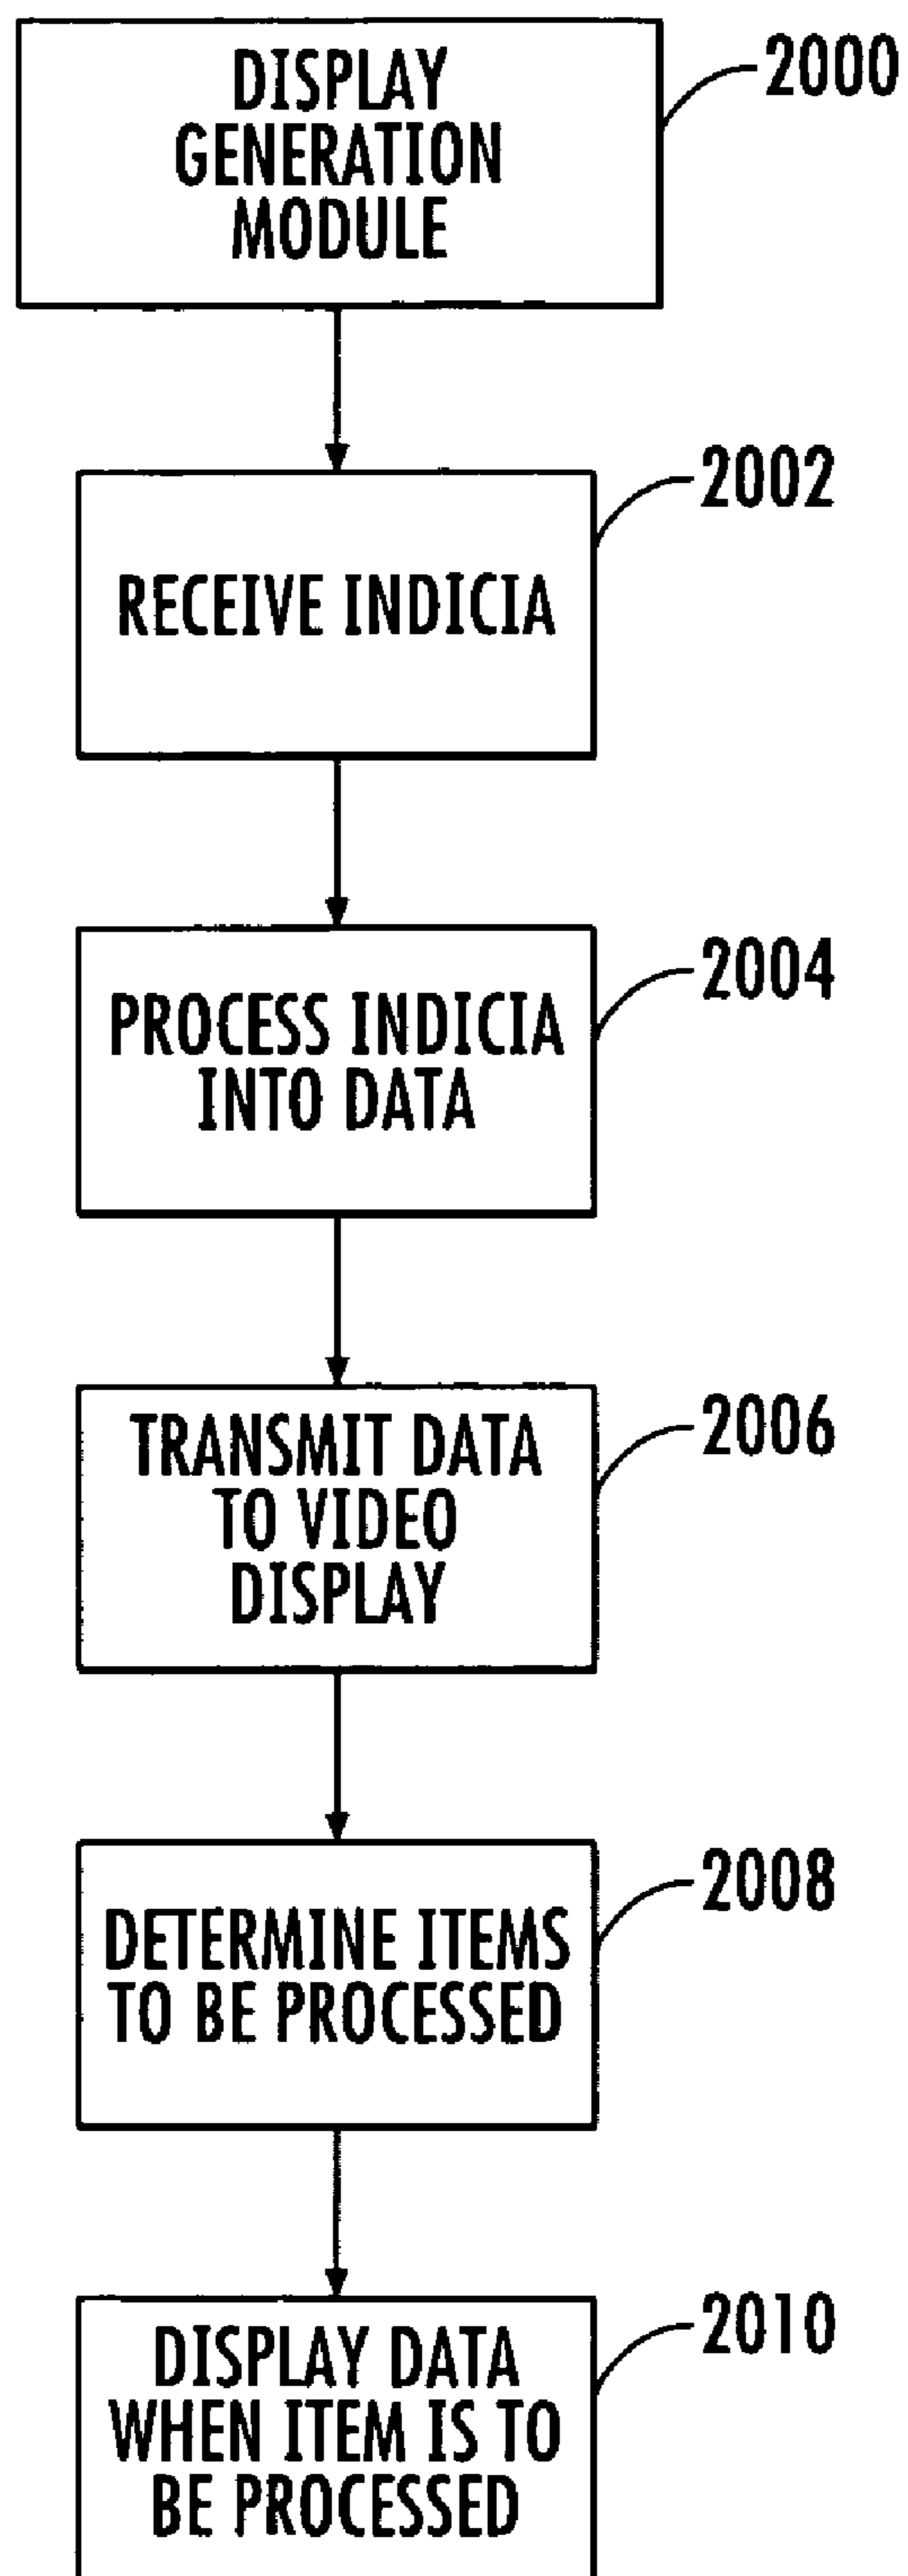 DISPLAY
GENERATION
MODULE
2000
RECEIVE INDICIA
2002
PROCESS INDICIA
INTO DATA
2004
TRANSMIT DATA
TO VIDEO
DISPLAY
2006
DETERMINE ITEMS
TO BE PROCESSED
2008
DISPLAY DATA
WHEN ITEM IS TO
BE PROCESSED
2010